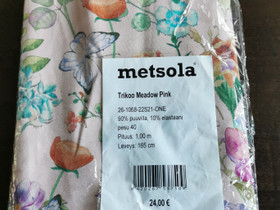 metsola
Trikoo Meadow Pink
26-1068-22S21-ONE
90% puuvilla, 10% elastaani
pesu 40
Pituus: 1,00 m
Leveys: 165 cm
24,00 €